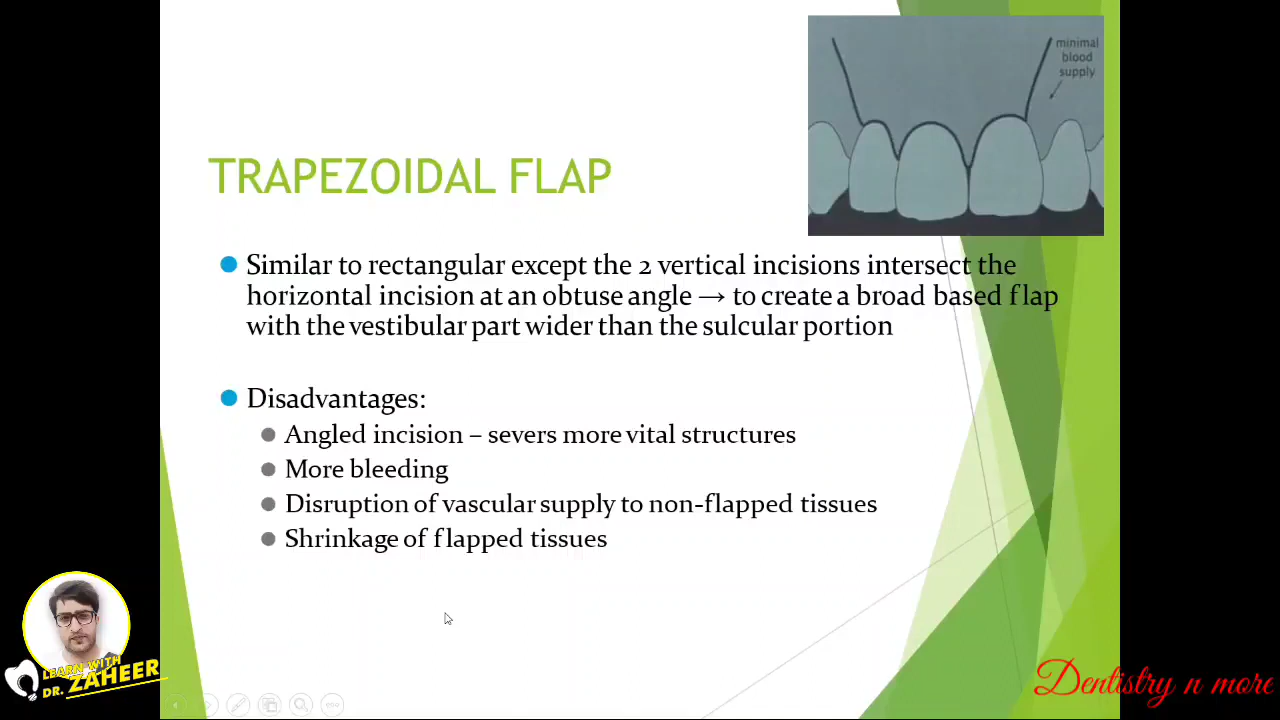 minimal
blood
supply
TRAPEZOIDAL FLAP
Similar to rectangular except the 2 vertical incisions intersect the
horizontal incision at an obtuse angle → to create a broad based flap
with the vestibular part wider than the sulcular portion
Disadvantages:
Angled incision – severs more vital structures
More bleeding
Disruption of vascular supply to non-flapped tissues
Shrinkage of flapped tissues
LEARN WITH
DR. ZAHEER
Dentistry n more